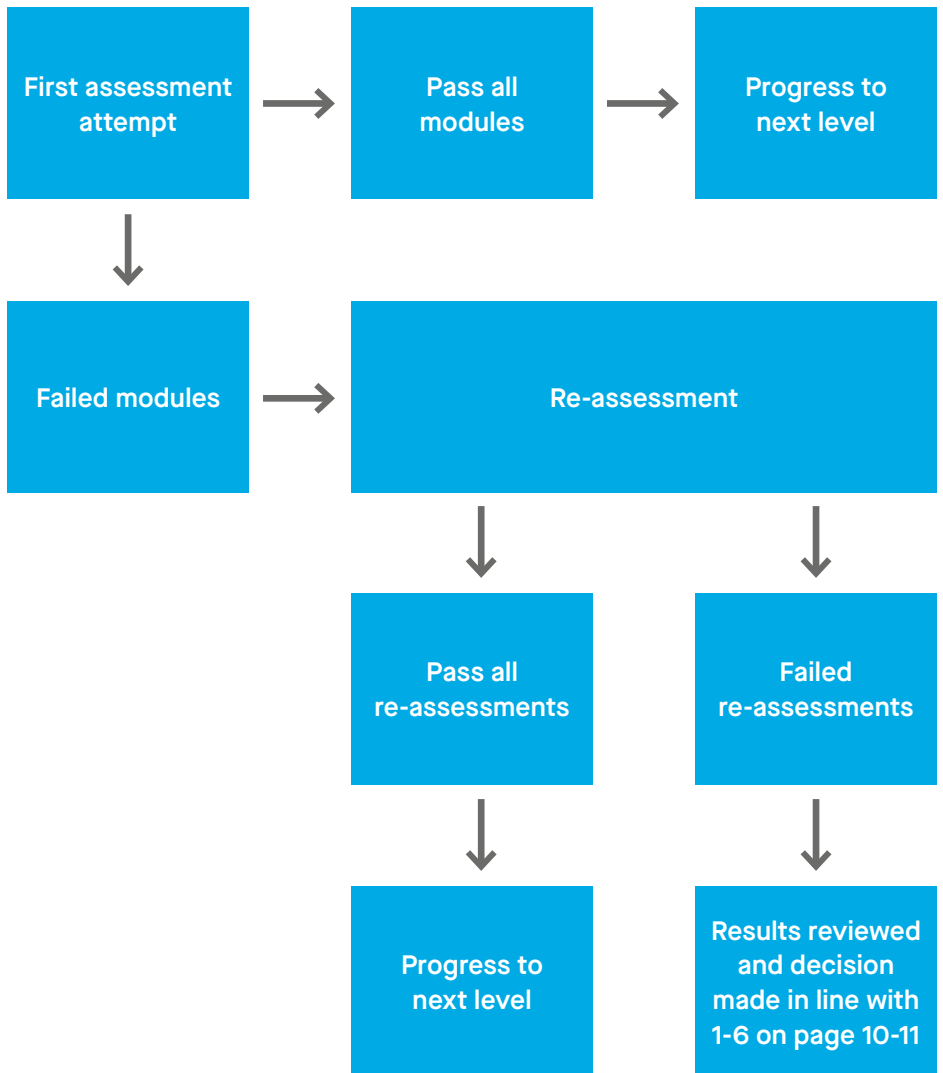 First assessment
attempt
Pass all
modules
Progress to
next level
Failed modules
Re-assessment
Pass all
re-assessments
Failed
re-assessments
Progress to
next level
Results reviewed
and decision
made in line with
1-6 on page 10-11